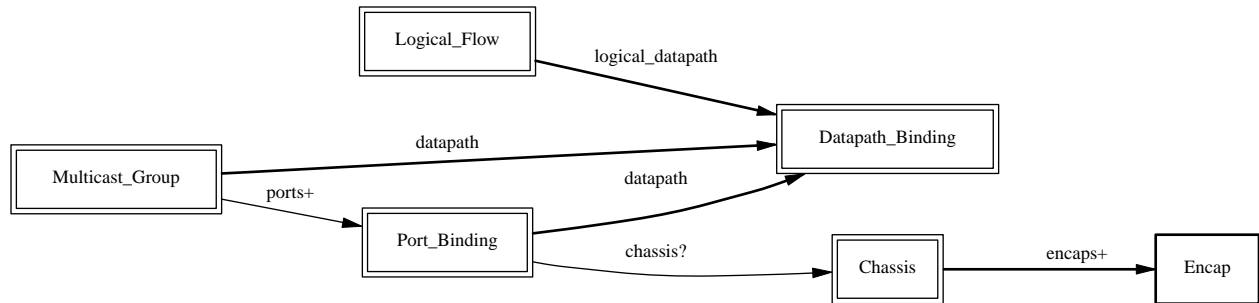 Logical_Flow
logical_datapath
Datapath_Binding
datapath
Multicast_Group
datapath
ports+
Port_Binding
chassis?
Chassis
encaps+
Encap